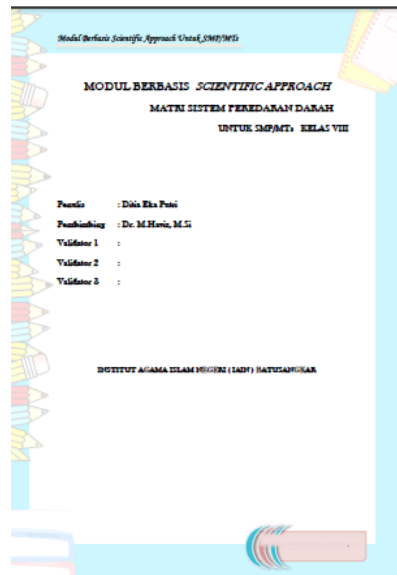 Modul Berbasis Scientific Approach Untuk SMP/MTs
MODUL BERBASIS SCIENTIFIC APPROACH
MATRI SISTEM PEREDARAN DARAH
UNTUK SMP/MTs KELAS VIII
Penulis : Ditia Eka Putri
Pembimbing : Dr. M.Haviz, M.Si
Validator 1 :
Validator 2 :
Validator 3 :
INSTITUT AGAMA ISLAM NEGERI ( IAIN ) BATUSANGKAR